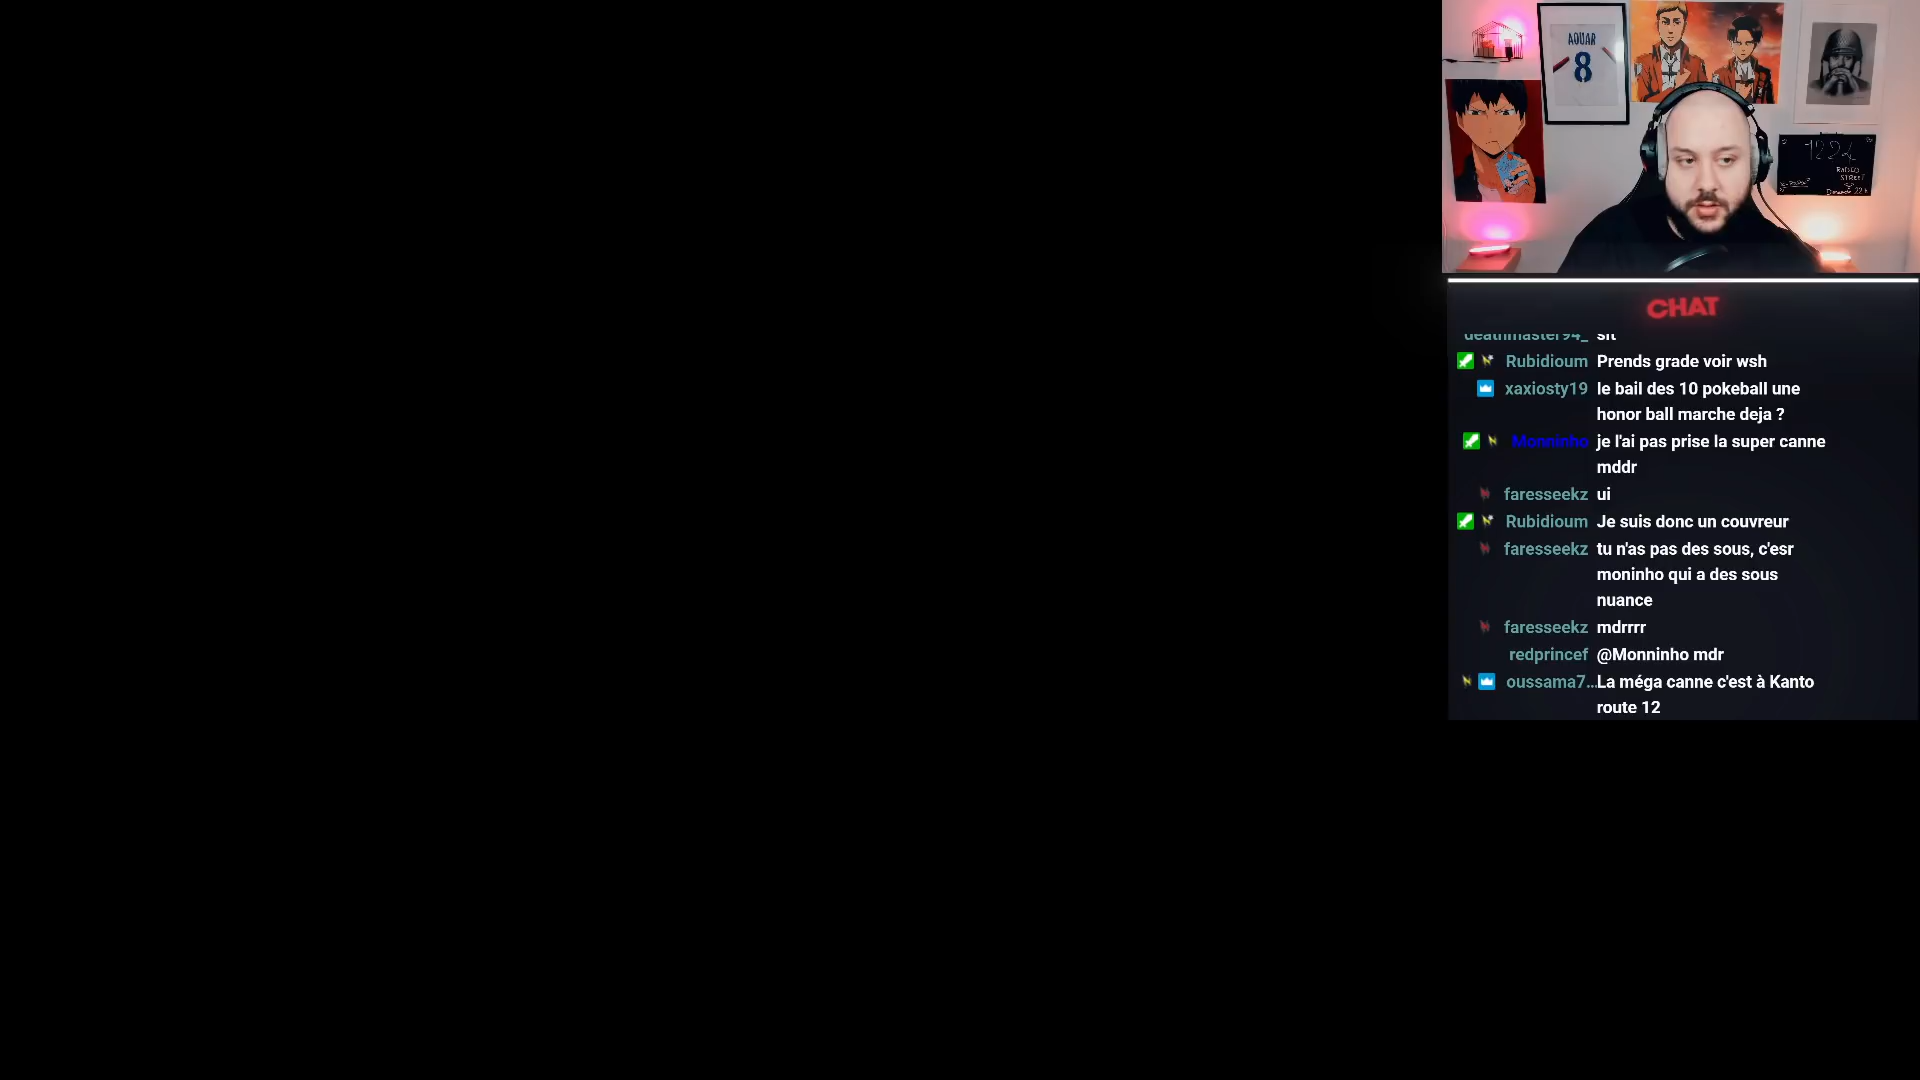 AOUAR
8
CHAT
sit
Rubidioum Prends grade voir wsh
xaxiosty19 le bail des 10 pokeball une
honor ball marche deja ?
Monninho je l'ai pas prise la super canne
mddr
faresseekz ui
Rubidioum Je suis donc un couvreur
faresseekz tu n'as pas des sous, c'esr
moninho qui a des sous
nuance
faresseekz mdrrrr
redprincef @Monninho mdr
oussama7...La méga canne c'est à Kanto
route 12